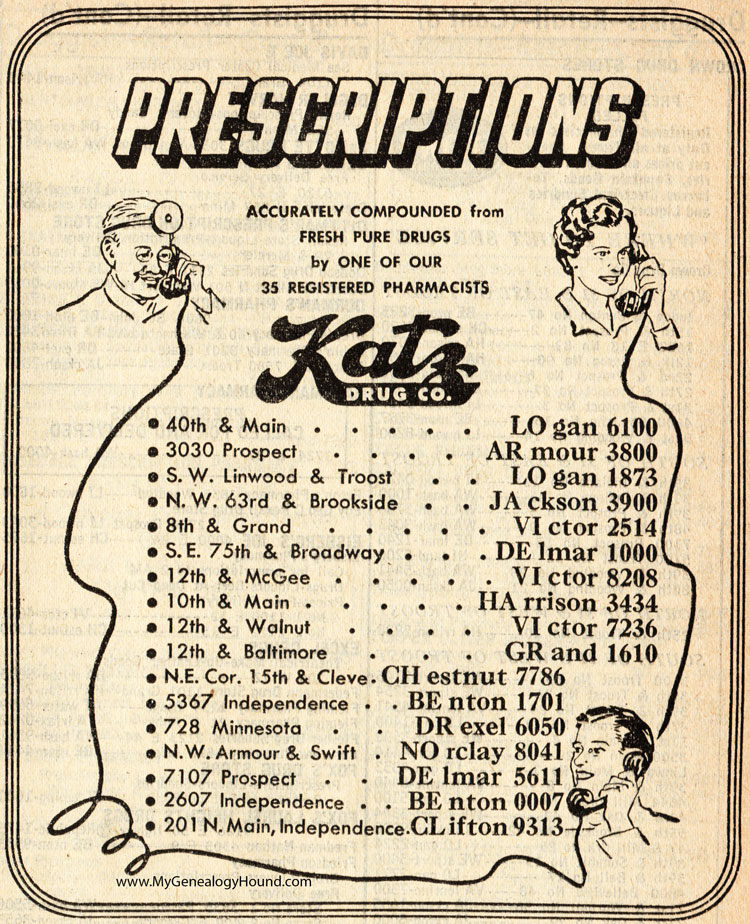 PRESCRIPTIONS
ACCURATELY COMPOUNDED from
FRESH PURE DRUGS
by ONE OF OUR
35 REGISTERED PHARMACISTS
Katz
DRUG CO.
• 40th & Main . . . . . LO gan 6100
• 3030 Prospect . . . . AR mour 3800
• S. W. Linwood & Troost . . LO gan 1873
• N. W. 63rd & Brookside . . JA ckson 3900
• 8th & Grand . . . . . VI ctor 2514
• S. E. 75th & Broadway . . . DE lmar 1000
• 12th & McGee . . . . . VI ctor 8208
• 10th & Main . . . . . HA rrison 3434
• 12th & Walnut . . . . . VI ctor 7236
• 12th & Baltimore . . . . GR and 1610
• N.E. Cor. 15th & Cleve. CH estnut 7786
• 5367 Independence . . BE nton 1701
• 728 Minnesota . . . DR exel 6050
• N.W. Armour & Swift . NO rclay 8041
• 7107 Prospect . . . DE lmar 5611
• 2607 Independence . . BE nton 0007
• 201 N. Main, Independence. CL ifton 9313
www.MyGenealogyHound.com